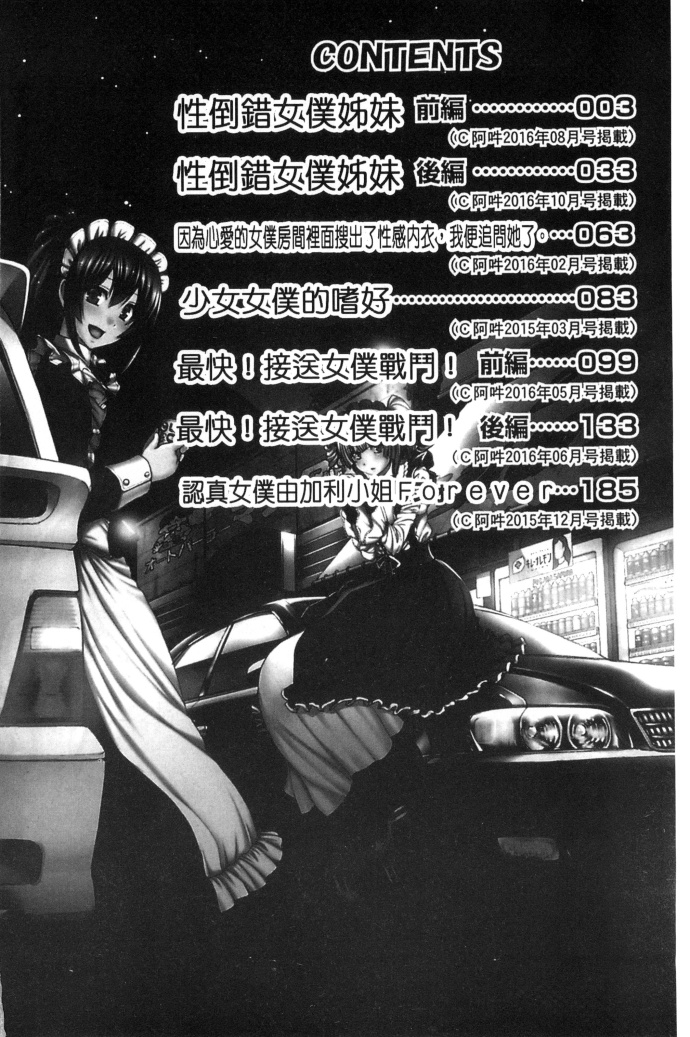 CONTENTS
性倒錯女僕姊妹 前編 …………003
(C阿吽2016年08月号掲載)
性倒錯女僕姊妹 後編 …………033
(C阿吽2016年10月号掲載)
因為心愛的女僕房間裡面搜出了性感内衣，我便追問她了。…063
(C阿吽2016年02月号掲載)
少女女僕的嗜好……………………083
(C阿吽2015年03月号掲載)
最快！接送女僕戰鬥！ 前編……099
(C阿吽2016年05月号掲載)
最快！接送女僕戰鬥！ 後編……133
(C阿吽2016年06月号掲載)
認真女僕由加利小姐Forever…185
(C阿吽2015年12月号掲載)